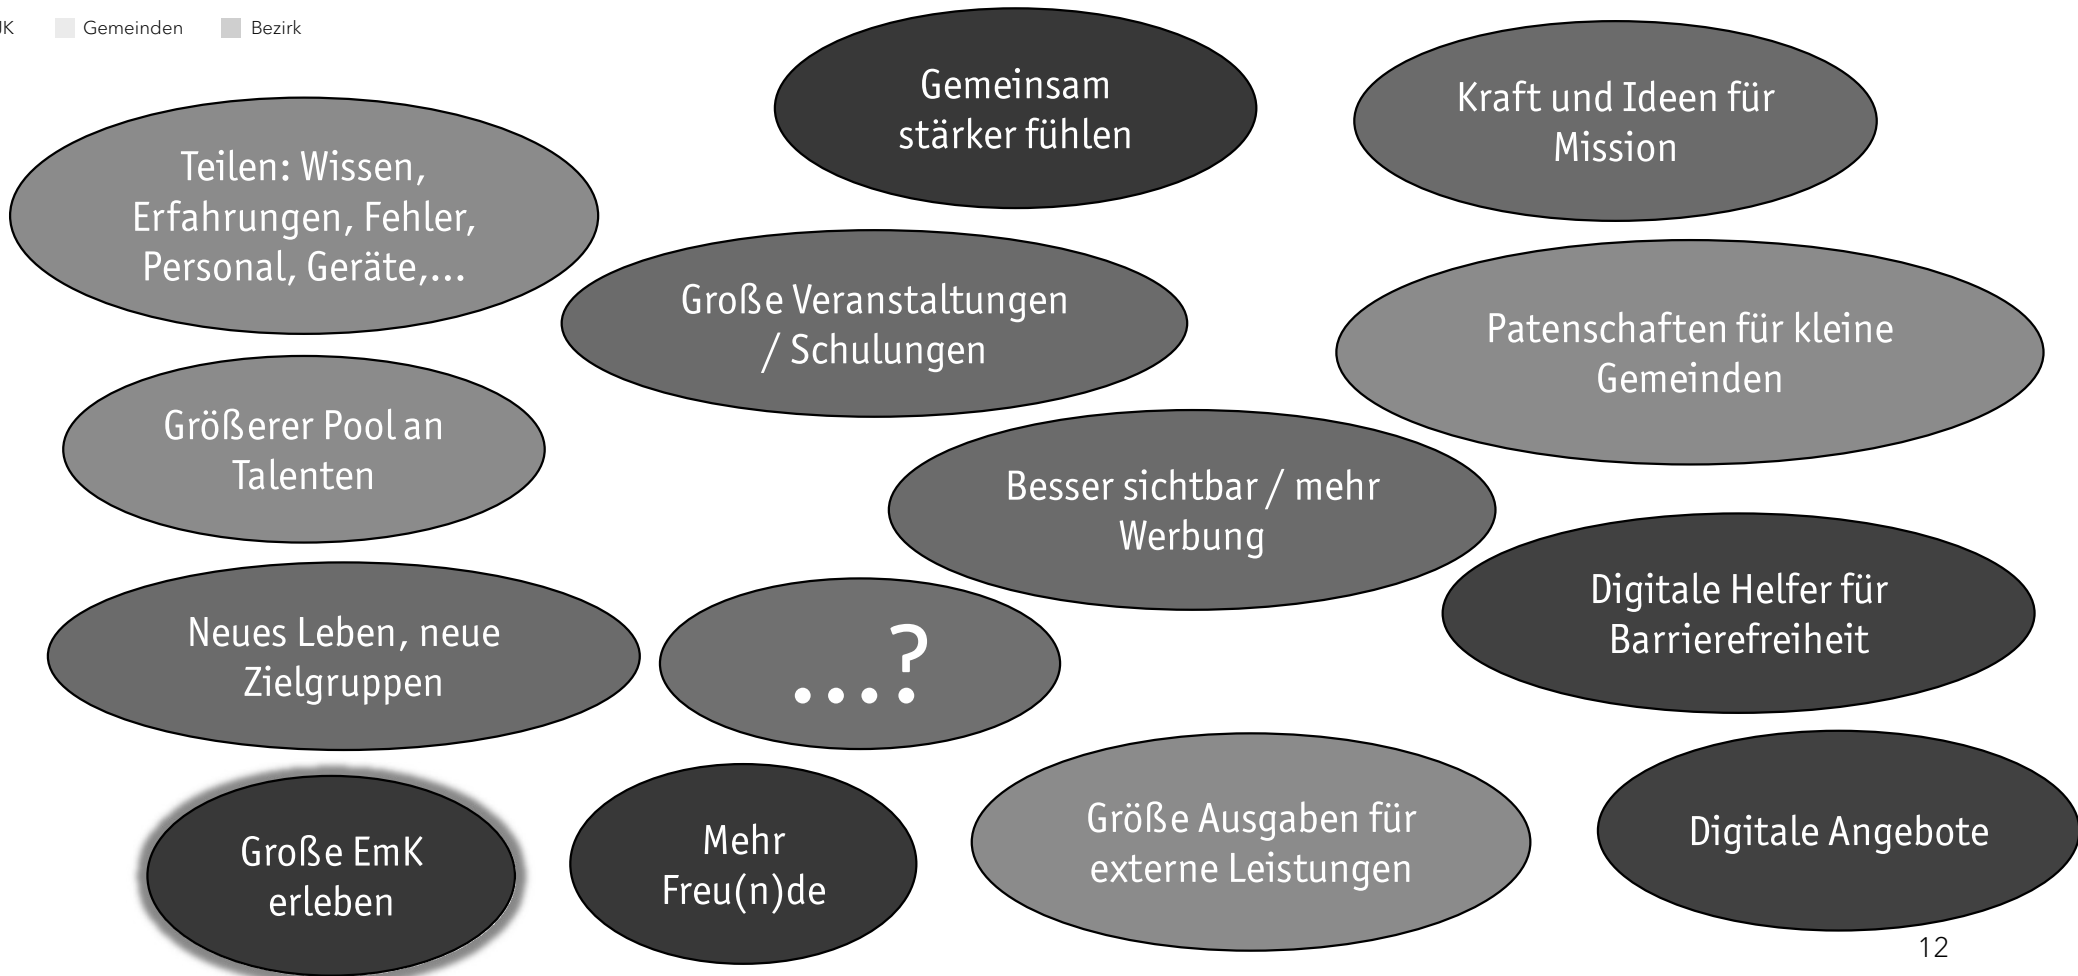 JK
Gemeinden
Bezirk
Gemeinsam
stärker fühlen
Kraft und Ideen für
Mission
Teilen: Wissen,
Erfahrungen, Fehler,
Personal, Geräte,...
Große Veranstaltungen
/ Schulungen
Patenschaften für kleine
Gemeinden
Größerer Pool an
Talenten
Besser sichtbar / mehr
Werbung
Digitale Helfer für
Barrierefreiheit
Neues Leben, neue
Zielgruppen
....?
Große EmK
erleben
Mehr
Freu(n)de
Größe Ausgaben für
externe Leistungen
Digitale Angebote
12